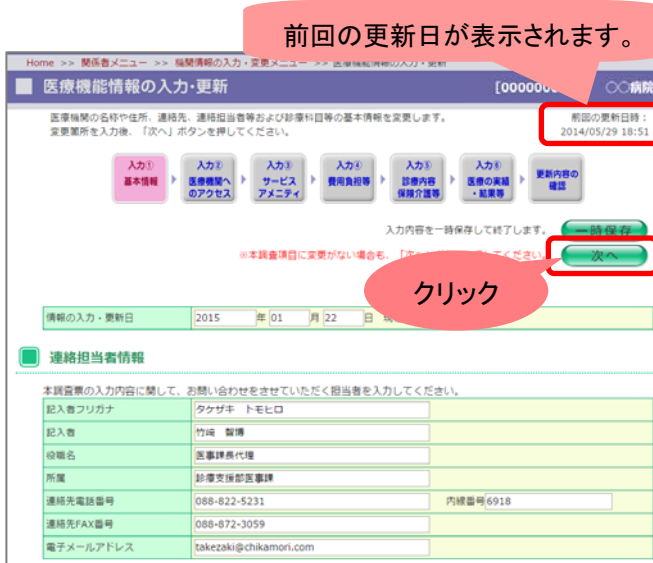 前回の更新日が表示されます。
Home >> 関係者メニュー >> 機関情報の入力・変更メニュー >> 医療機能情報の入力・更新
医療機能情報の入力・更新
[0000000 〇〇病院
医療機関の名称や住所、連絡先、連絡担当者等および診療科目等の基本情報を変更します。
変更箇所を入力後、「次へ」ボタンを押してください。
前回の更新日時：
2014/05/29 18:51
入力①
基本情報
入力②
医療機関へ
のアクセス
入力③
サービス
アメニティ
入力④
費用負担等
入力⑤
診療内容
保険介護等
入力⑥
医療の実績
・結果等
更新内容の
確認
入力内容を一時保存して終了します。
一時保存
※本調査項目に変更がない場合も、「次へ
てください。
次へ
クリック
情報の入力・更新日 2015 年 01 月 22 日
連絡担当者情報
本調査票の入力内容に関して、お問い合わせをさせていただく担当者を入力してください。
記入者フリガナ タケザキ トモヒロ
記入者 竹崎 智博
役職名 医事課長代理
所属 診療支援部医事課
連絡先電話番号 088-822-5231 内線番号 6918
連絡先FAX番号 088-872-3059
電子メールアドレス takezaki@chikamori.com